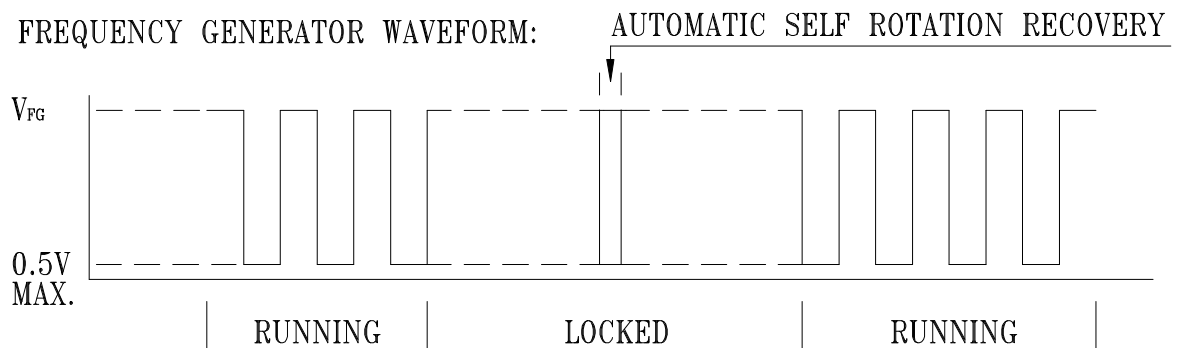 FREQUENCY GENERATOR WAVEFORM:
AUTOMATIC SELF ROTATION RECOVERY
VFG
0.5V
MAX.
RUNNING
LOCKED
RUNNING